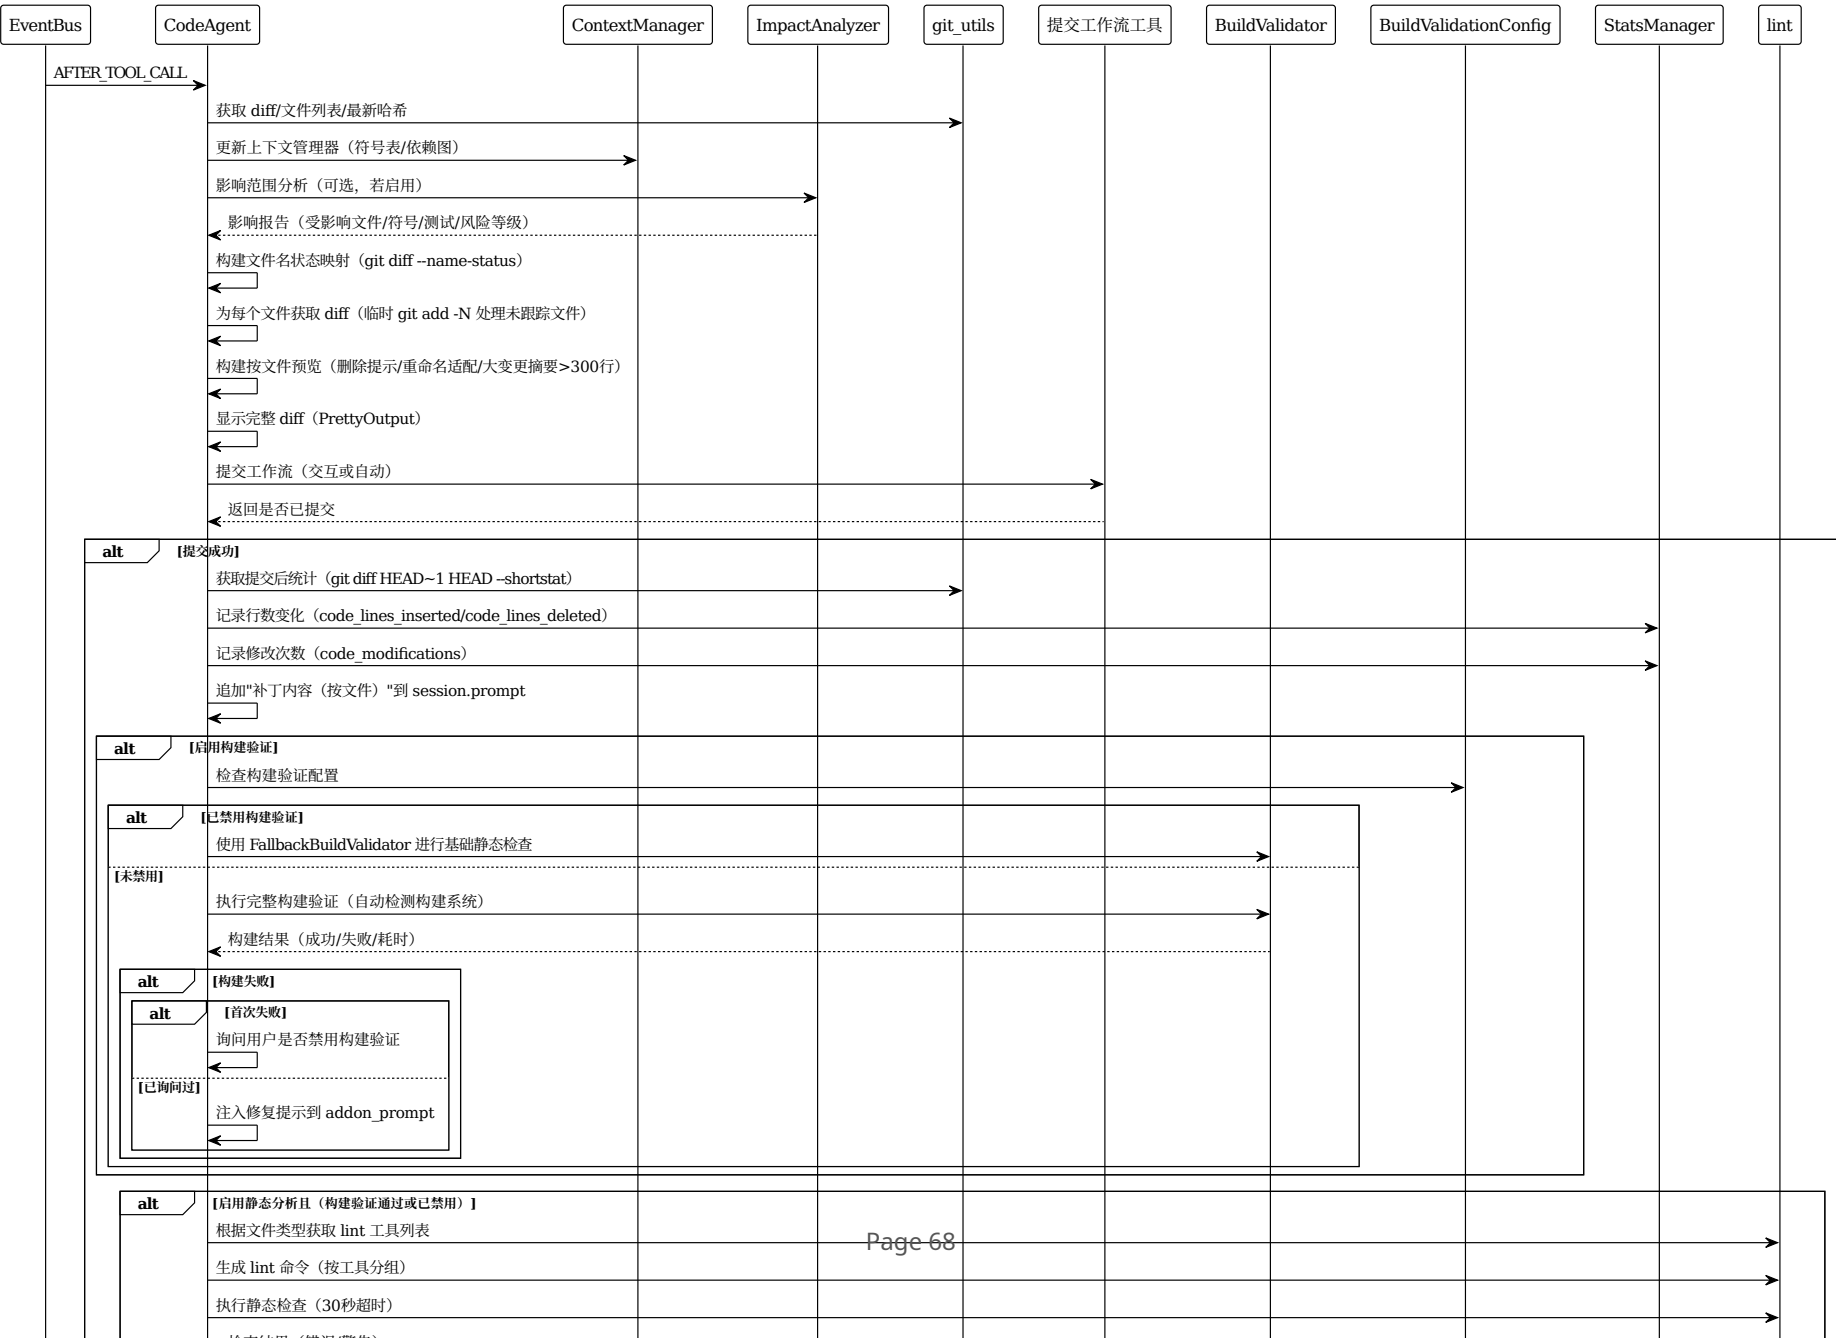 EventBus
CodeAgent
ContextManager
ImpactAnalyzer
git_utils
提交工作流工具
BuildValidator
BuildValidationConfig
StatsManager
lint
AFTER_TOOL_CALL
获取 diff/文件列表/最新哈希
更新上下文管理器（符号表/依赖图）
影响范围分析（可选，若启用）
影响报告（受影响文件/符号/测试/风险等级）
构建文件名状态映射（git diff --name-status）
为每个文件获取 diff（临时 git add -N 处理未跟踪文件）
构建按文件预览（删除提示/重命名适配/大变更摘要>300行）
显示完整 diff（PrettyOutput）
提交工作流（交互或自动）
返回是否已提交
alt [提交成功]
获取提交后统计（git diff HEAD~1 HEAD --shortstat）
记录行数变化（code_lines_inserted/code_lines_deleted）
记录修改次数（code_modifications）
追加"补丁内容（按文件）"到 session.prompt
alt [启用构建验证]
检查构建验证配置
alt [已禁用构建验证]
使用 FallbackBuildValidator 进行基础静态检查
[未禁用]
执行完整构建验证（自动检测构建系统）
构建结果（成功/失败/耗时）
alt [构建失败]
alt [首次失败]
询问用户是否禁用构建验证
[已询问过]
注入修复提示到 addon_prompt
alt [启用静态分析且（构建验证通过或已禁用）]
根据文件类型获取 lint 工具列表
Page 68
生成 lint 命令（按工具分组）
执行静态检查（30秒超时）